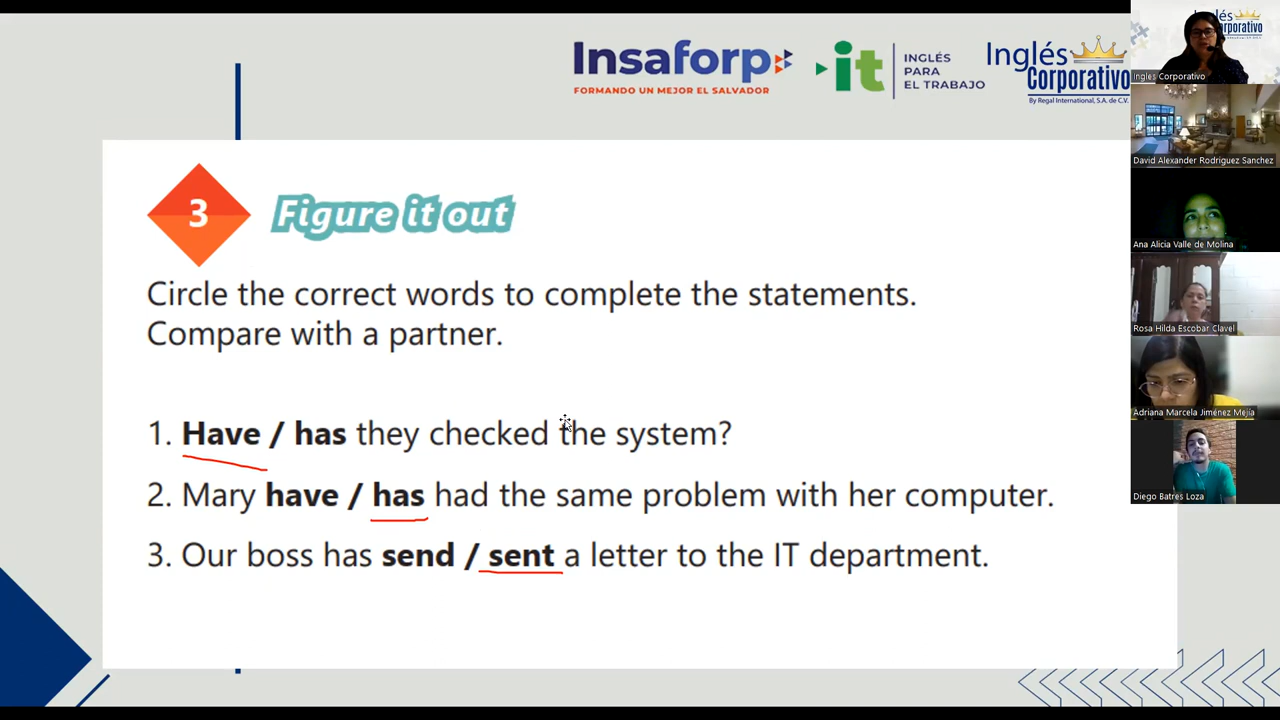 Insaforp
FORMANDO UN MEJOR EL SALVADOR
it
INGLÉS
PARA
EL TRABAJO
Inglés
Corporativo
By Regal International, S.A. de C.V.
3
Figure it out
Circle the correct words to complete the statements.
Compare with a partner.
1. Have / has they checked the system?
2. Mary have / has had the same problem with her computer.
3. Our boss has send / sent a letter to the IT department.
Ingles Corporativo
David Alexander Rodriguez Sanchez
Ana Alicia Valle de Molina
Rosa Hilda Escobar Clavel
Adriana Marcela Jiménez Mejía
Diego Batres Loza